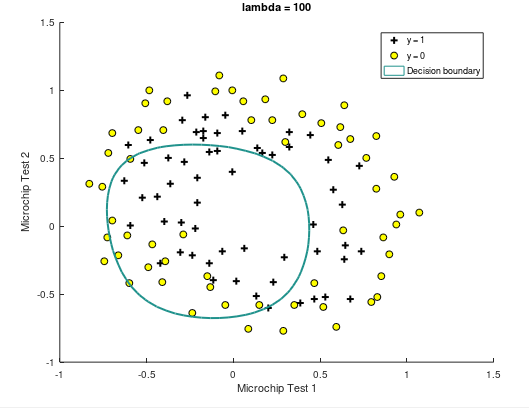 lambda = 100
y = 1
y = 0
Decision boundary
1.5
1
0.5
0
-0.5
-1
-1
-0.5
0
0.5
1
1.5
Microchip Test 1
Microchip Test 2